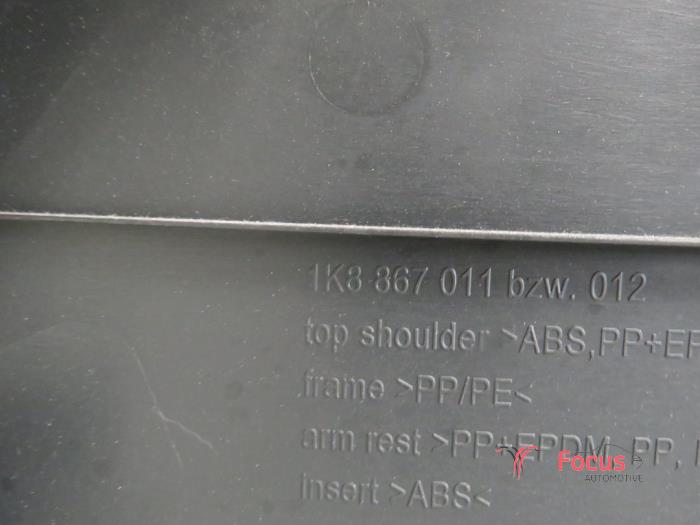 1K8 867 011 bzw. 012
top shoulder >ABS,PP+EP
frame >PP/PE<
arm rest >PP+EPDM, PP,
insert >ABS<
Focus
AUTOMOTIVE